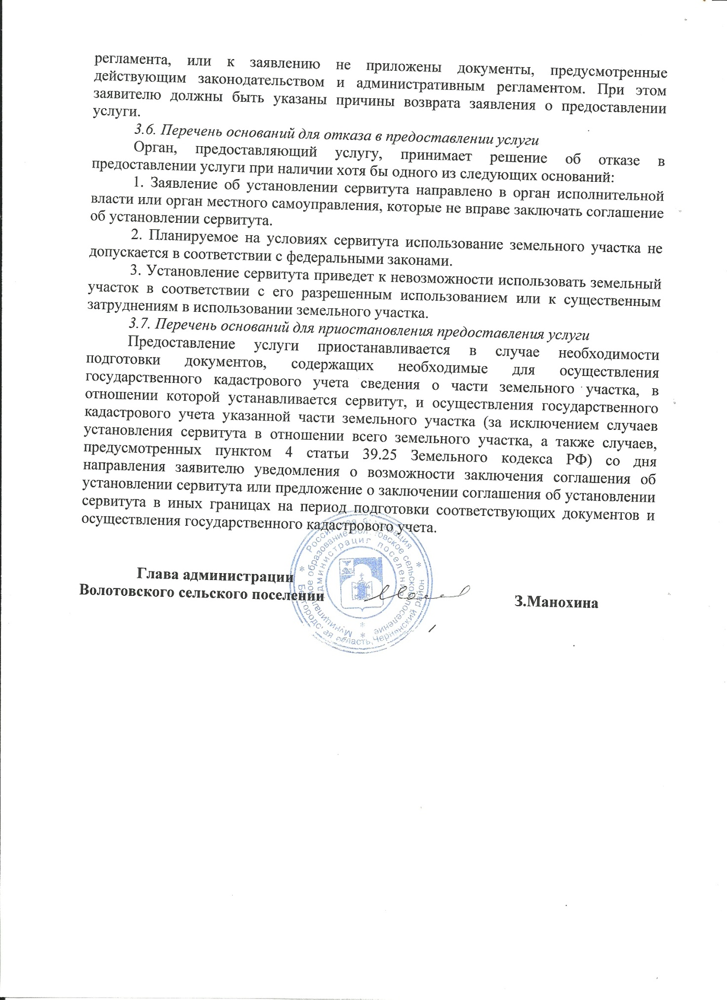 регламента, или к заявлению не приложены документы, предусмотренные
действующим законодательством и административным регламентом. При этом
заявителю должны быть указаны причины возврата заявления о предоставлении
услуги.
3.6. Перечень оснований для отказа в предоставлении услуги
Орган, предоставляющий услугу, принимает решение об отказе в
предоставлении услуги при наличии хотя бы одного из следующих оснований:
1. Заявление об установлении сервитута направлено в орган исполнительной
власти или орган местного самоуправления, которые не вправе заключать соглашение
об установлении сервитута.
2. Планируемое на условиях сервитута использование земельного участка не
допускается в соответствии с федеральными законами.
3. Установление сервитута приведет к невозможности использовать земельный
участок в соответствии с его разрешенным использованием или к существенным
затруднениям в использовании земельного участка.
3.7. Перечень оснований для приостановления предоставления услуги
Предоставление услуги приостанавливается в случае необходимости
подготовки документов, содержащих необходимые для осуществления
государственного кадастрового учета сведения о части земельного участка, в
отношении которой устанавливается сервитут, и осуществления государственного
кадастрового учета указанной части земельного участка (за исключением случаев
установления сервитута в отношении всего земельного участка, а также случаев,
предусмотренных пунктом 4 статьи 39.25 Земельного кодекса РФ) со дня
направления заявителю уведомления о возможности заключения соглашения об
установлении сервитута или предложение о заключении соглашения об установлении
сервитута в иных границах на период подготовки соответствующих документов и
осуществления государственного кадастрового учета.
Глава администрации
Волотовского сельского поселении
З.Манохина
* Российская Федерация *
Белгородская область, Чернянский район
* Муниципальное образование Волотовское сельское поселение
* администрация поселения